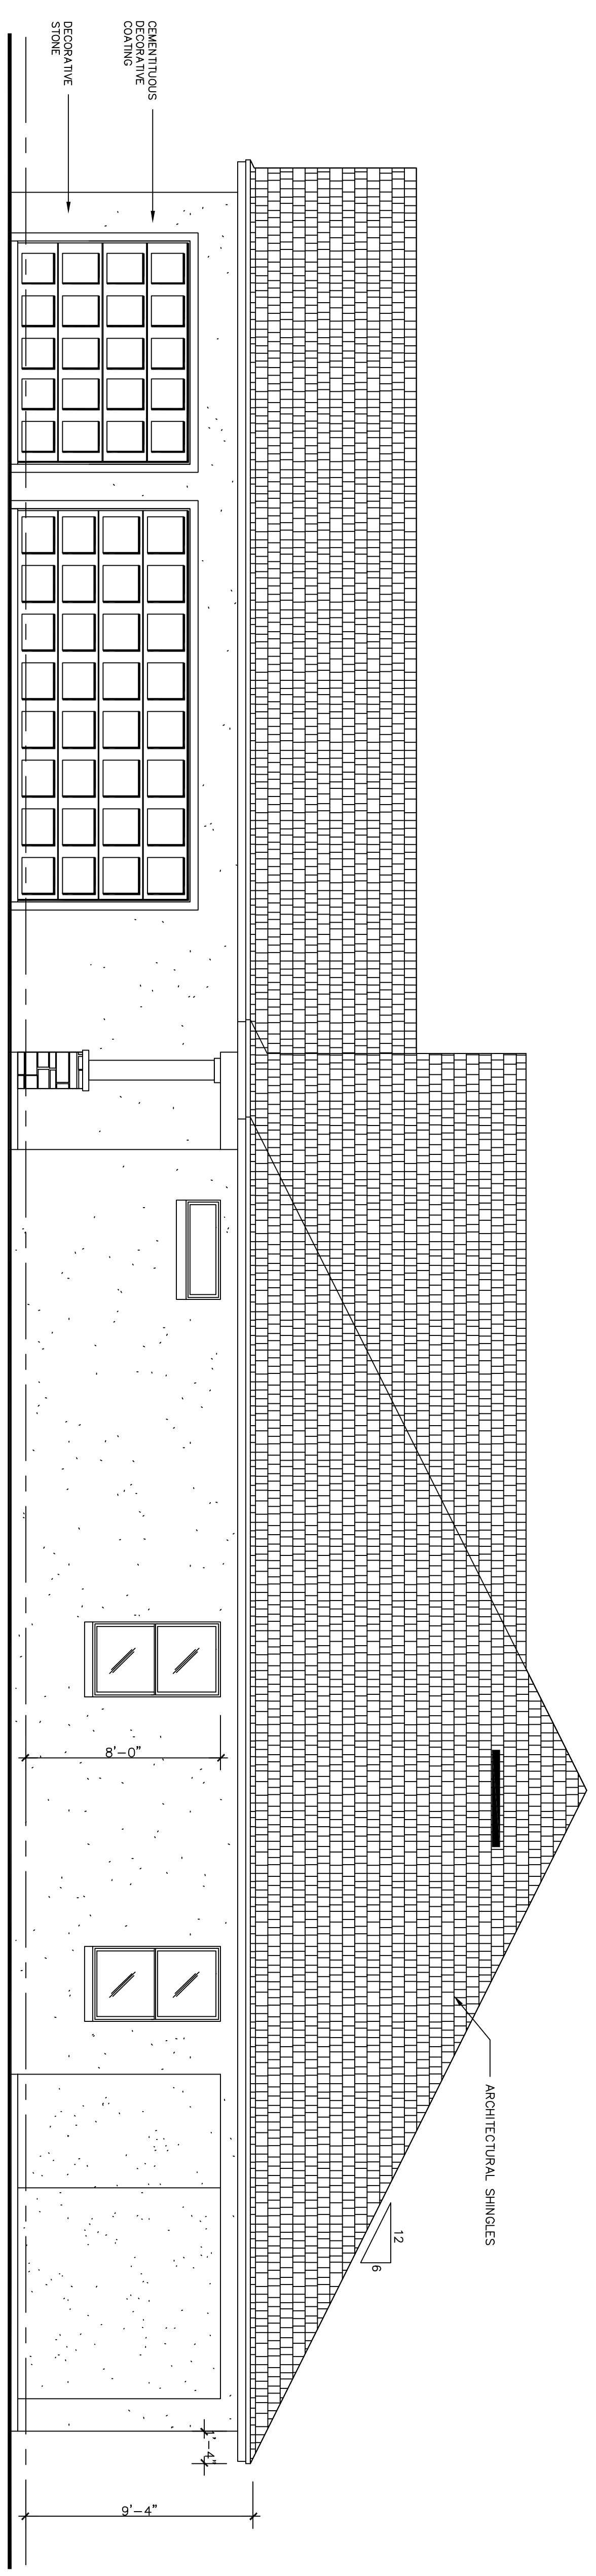 CEMENTITUOUS
DECORATIVE
COATING
DECORATIVE
STONE
8'-0"
ARCHITECTURAL SHINGLES
12
6
1'-4"
9'-4"